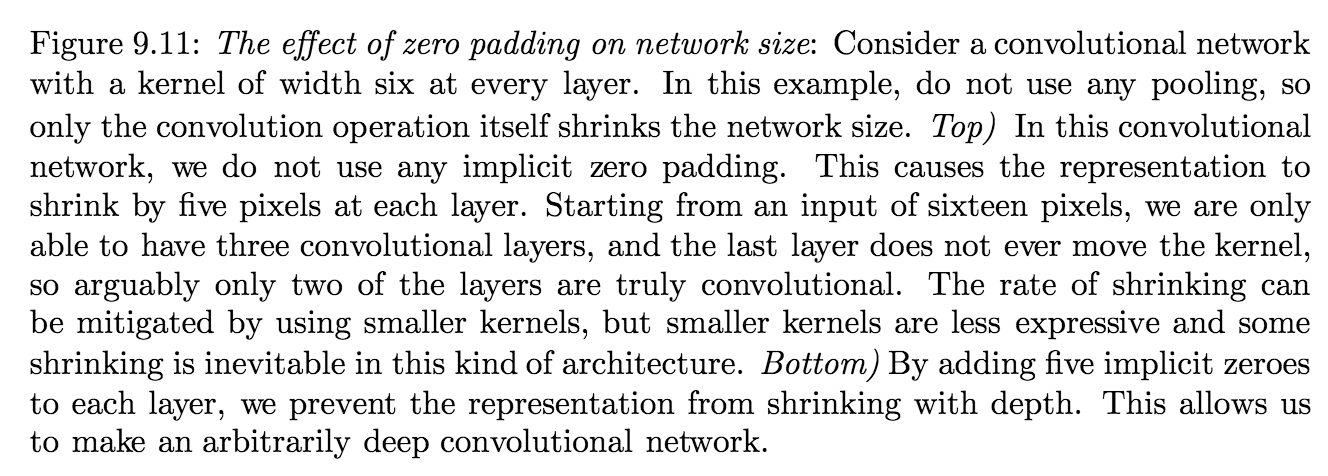 Figure 9.11: The effect of zero padding on network size: Consider a convolutional network
with a kernel of width six at every layer. In this example, do not use any pooling, so
only the convolution operation itself shrinks the network size. Top) In this convolutional
network, we do not use any implicit zero padding. This causes the representation to
shrink by five pixels at each layer. Starting from an input of sixteen pixels, we are only
able to have three convolutional layers, and the last layer does not ever move the kernel,
so arguably only two of the layers are truly convolutional. The rate of shrinking can
be mitigated by using smaller kernels, but smaller kernels are less expressive and some
shrinking is inevitable in this kind of architecture. Bottom) By adding five implicit zeroes
to each layer, we prevent the representation from shrinking with depth. This allows us
to make an arbitrarily deep convolutional network.